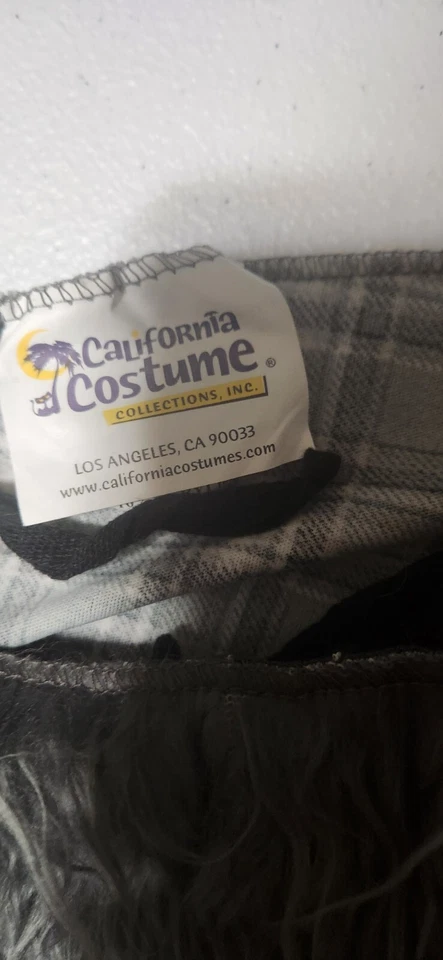 California
Costume ®
COLLECTIONS, INC.
LOS ANGELES, CA 90033
www.californiacostumes.com